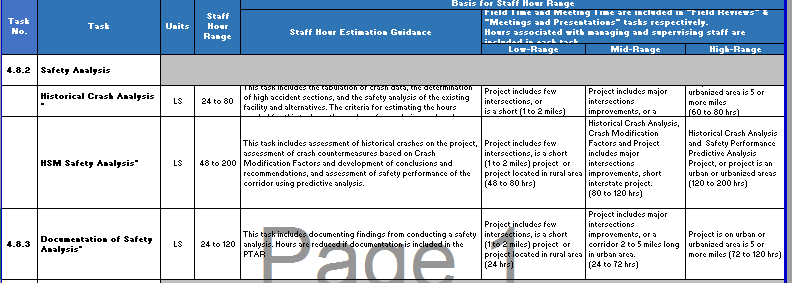 Basis for Staff Hour Range
Task No.
Task
Units
Staff Hour Range
Staff Hour Estimation Guidance
Field Time and Meeting Time are included in "Field Reviews" &
"Meetings and Presentations" tasks respectively.
Hours associated with managing and supervising staff are
included in each task.
Low-Range
Mid-Range
High-Range
4.8.2
Safety Analysis
Historical Crash Analysis
*
LS
24 to 80
This task includes the tabulation of crash data, the determination
of high accident sections, and the safety analysis of the existing
facility and alternatives. The criteria for estimating the hours
Project includes few
intersections, or
is a short (1 to 2 miles)
Project includes major
intersections
improvements, or a
urbanized area is 5 or
more miles
(60 to 80 hrs)
HSM Safety Analysis*
LS
48 to 200
This task includes assessment of historical crashes on the project,
assessment of crash countermeasures based on Crash
Modification Factors and development of conclusions and
recommendations, and assessment of safety performance of the
corridor using predictive analysis.
Project includes few
intersections, is a short
(1 to 2 miles) project or
project located in rural area
(48 to 80 hrs)
Historical Crash Analysis,
Crash Modification
Factors and Project
includes major
intersections
improvements, short
interstate project.
(80 to 120 hrs)
Historical Crash Analysis
and Safety Performance
Predictive Analysis
Project, or project is an
urban or urbanized areas
(120 to 200 hrs)
4.8.3
Documentation of Safety
Analysis*
LS
24 to 120
This task includes documenting findings from conducting a safety
analysis. Hours are reduced if documentation is included in the
PTAR
Project includes few
intersections, is a short
(1 to 2 miles) project or
project located in rural area
(24 hrs)
Project includes major
intersections
improvements, or a
corridor 2 to 5 miles long
in urban area.
(24 to 72 hrs)
Project is on urban or
urbanized area is 5 or
more miles (72 to 120 hrs)
Page 1